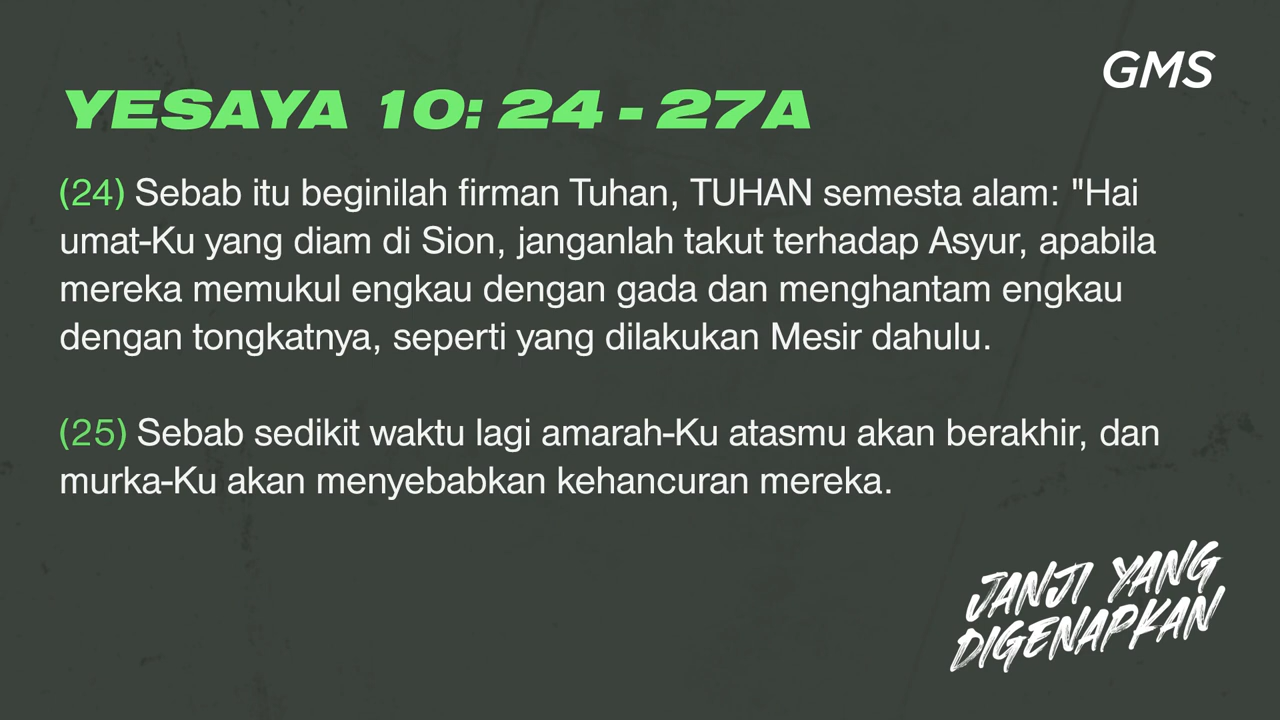 GMS
YESAYA 10: 24 - 27A
(24) Sebab itu beginilah firman Tuhan, TUHAN semesta alam: "Hai
umat-Ku yang diam di Sion, janganlah takut terhadap Asyur, apabila
mereka memukul engkau dengan gada dan menghantam engkau
dengan tongkatnya, seperti yang dilakukan Mesir dahulu.
(25) Sebab sedikit waktu lagi amarah-Ku atasmu akan berakhir, dan
murka-Ku akan menyebabkan kehancuran mereka.
JANJI YANG
DIGENAPKAN